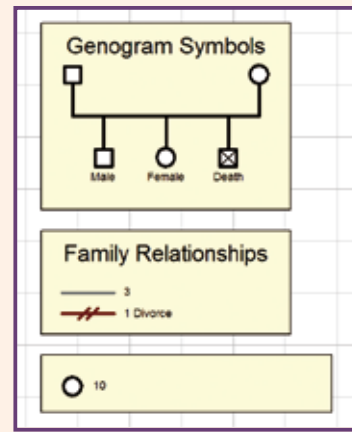 Genogram Symbols
Male Female Death
Family Relationships
3
1 Divorce
10